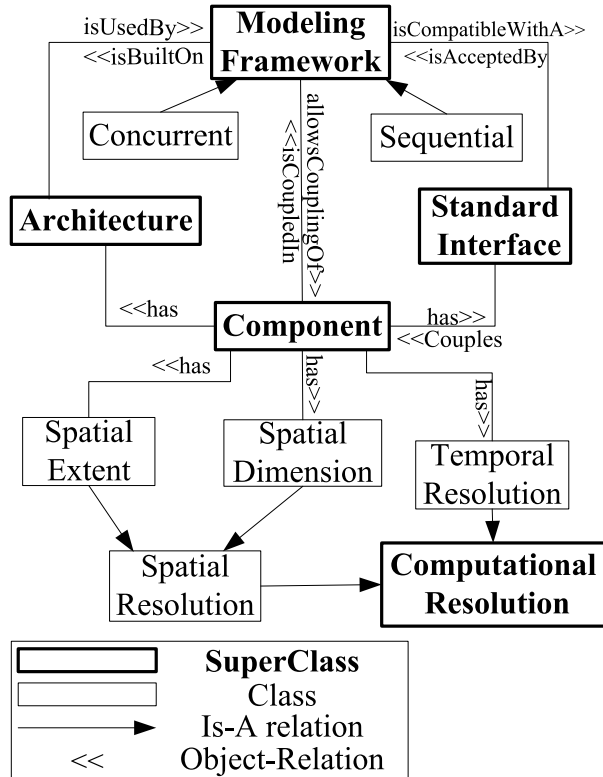 isUsedBy>>
<<isBuiltOn
Modeling
Framework
isCompatibleWithA>>
<<isAcceptedBy
Concurrent
allowsCouplingOf>>
<<isCoupledIn
Sequential
Architecture
Standard
Interface
<<has
Component
has>>
<<Couples
<<has
has>>
has>>
Spatial
Extent
Spatial
Dimension
Temporal
Resolution
Spatial
Resolution
Computational
Resolution
SuperClass
Class
Is-A relation
<< Object-Relation